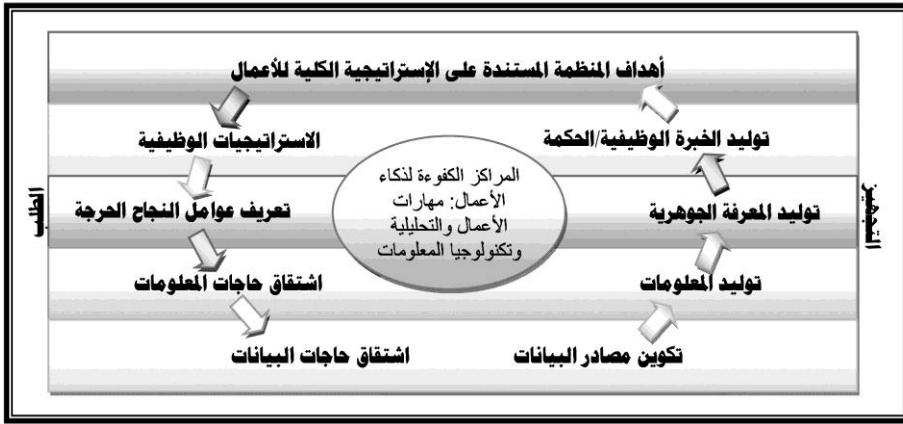 أهداف المنظمة المستندة على الإستراتيجية الكلية للأعمال
توليد الخبرة الوظيفية/الحكمة
الاستراتيجيات الوظيفية
المراكز الكفوءة لذكاء
الأعمال: مهارات
الأعمال والتحليلية
وتكنولوجيا المعلومات
التجهيز
توليد المعرفة الجوهرية
تعريف عوامل النجاح الحرجة
الطلب
توليد المعلومات
اشتقاق حاجات المعلومات
تكوين مصادر البيانات
اشتقاق حاجات البيانات